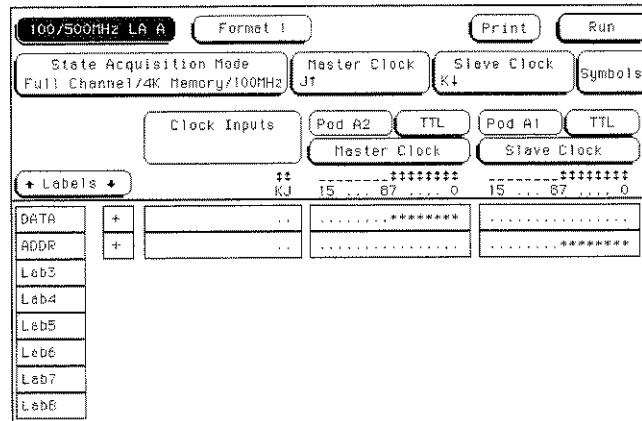 100/500MHz LA A Format 1 Print Run
State Acquisition Mode Master Clock Slave Clock
Full Channel/4K Memory/100MHz J↑ K↓ Symbols
Clock Inputs Pod A2 TTL Pod A1 TTL
Master Clock Slave Clock
↑ Labels ↓ KJ 15 ... 87 ... 0 15 ... 87 ... 0
DATA + .. ........******** ................
ADDR + .. ................ ........********
Lab3
Lab4
Lab5
Lab6
Lab7
Lab8